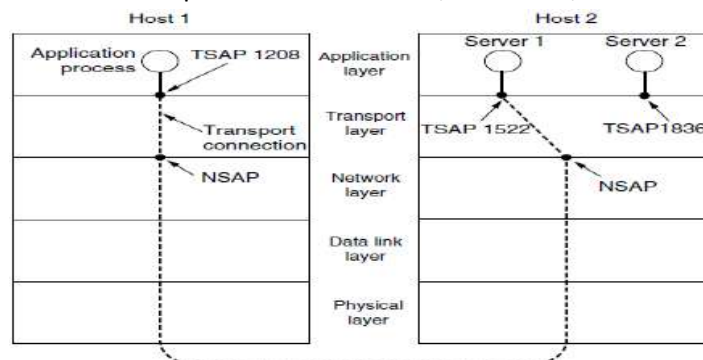 Host 1
Host 2
Application
process
TSAP 1208
Application
layer
Server 1
Server 2
Transport
connection
Transport
layer
TSAP 1522
TSAP1836
NSAP
Network
layer
NSAP
Data link
layer
Physical
layer